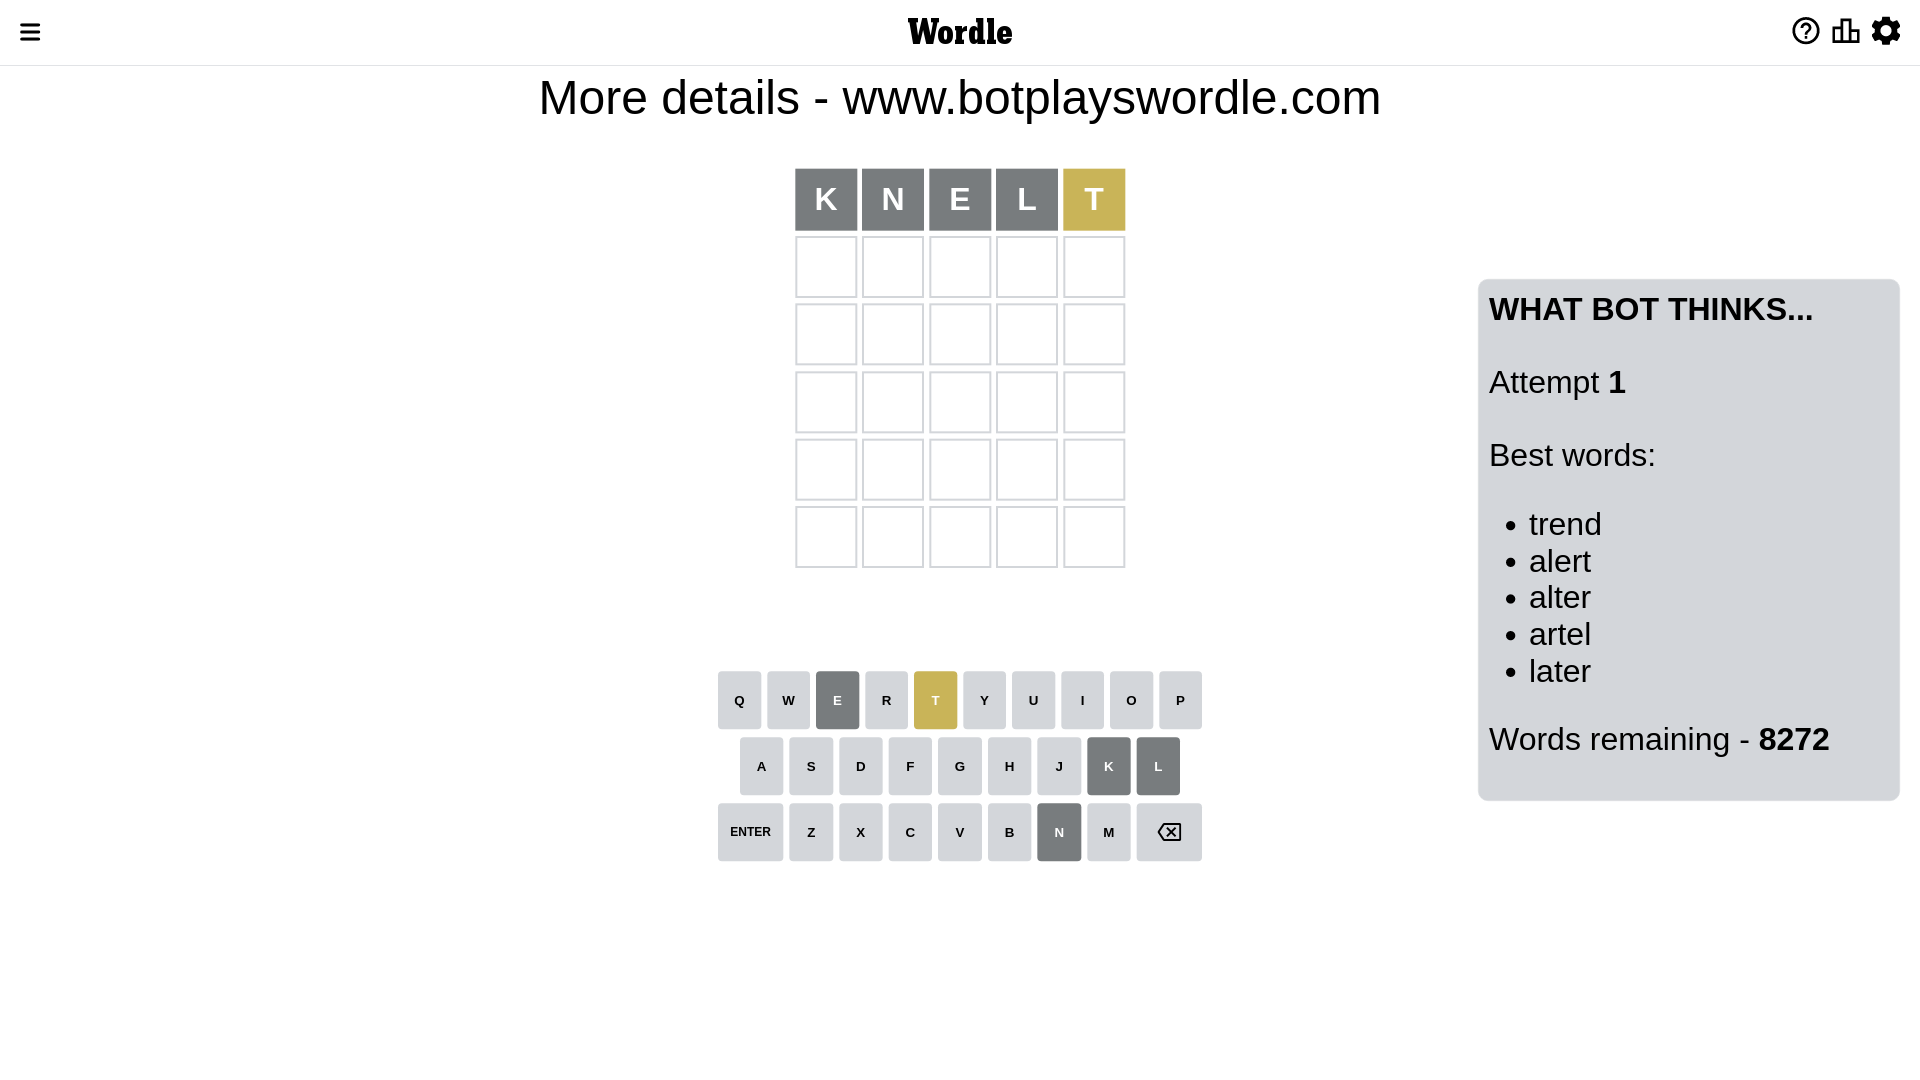 Wordle
More details - www.botplayswordle.com
K N E L T
WHAT BOT THINKS...
Attempt 1
Best words:
• trend
• alert
• alter
• artel
• later
Words remaining - 8272
Q W E R T Y U I O P
A S D F G H J K L
ENTER Z X C V B N M